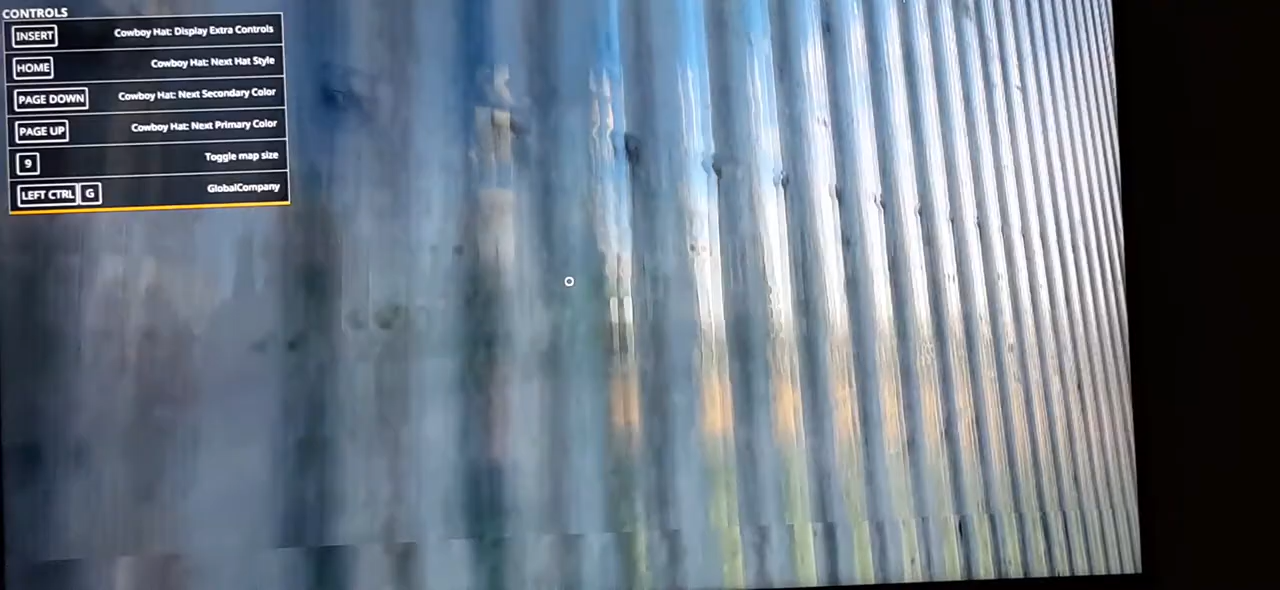 CONTROLS
INSERT Cowboy Hat: Display Extra Controls
HOME Cowboy Hat: Next Hat Style
PAGE DOWN Cowboy Hat: Next Secondary Color
PAGE UP Cowboy Hat: Next Primary Color
9 Toggle map size
LEFT CTRL G GlobalCompany